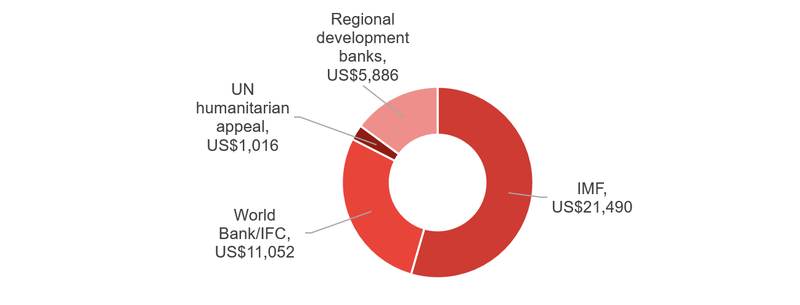 Regional
development
banks,
US$5,886
UN
humanitarian
appeal,
US$1,016
IMF,
US$21,490
World
Bank/IFC,
US$11,052